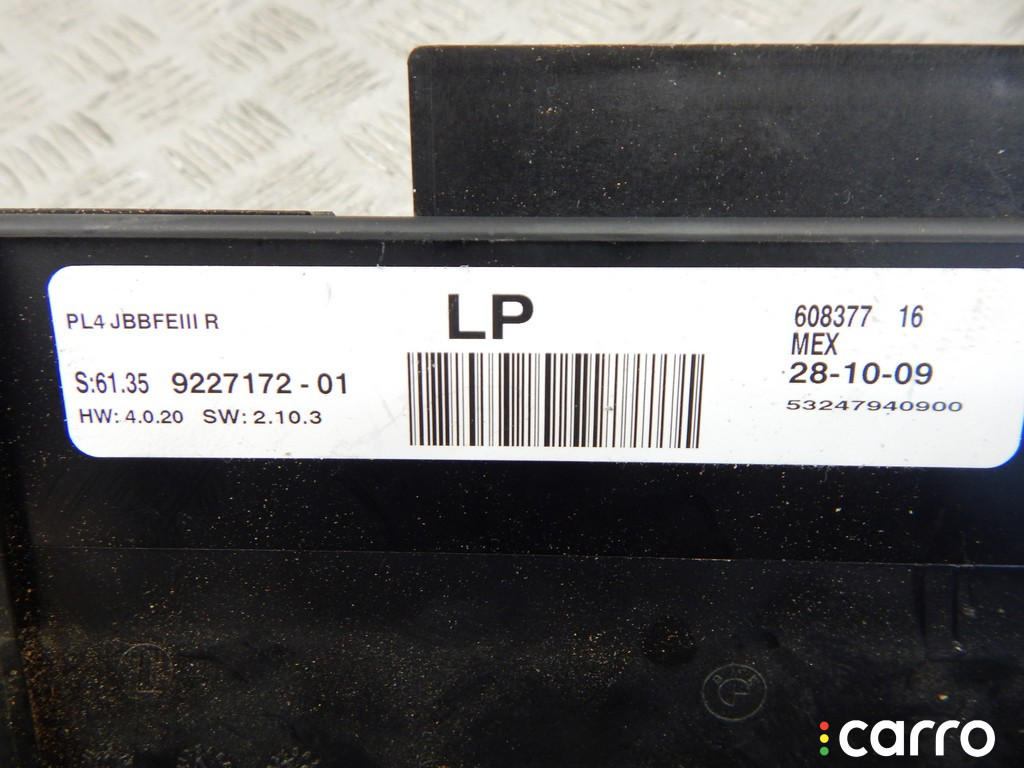 PL4 JBBFEIII R
LP
608377 16
MEX
S:61.35 9227172-01
28-10-09
HW: 4.0.20 SW: 2.10.3
53247940900
carro